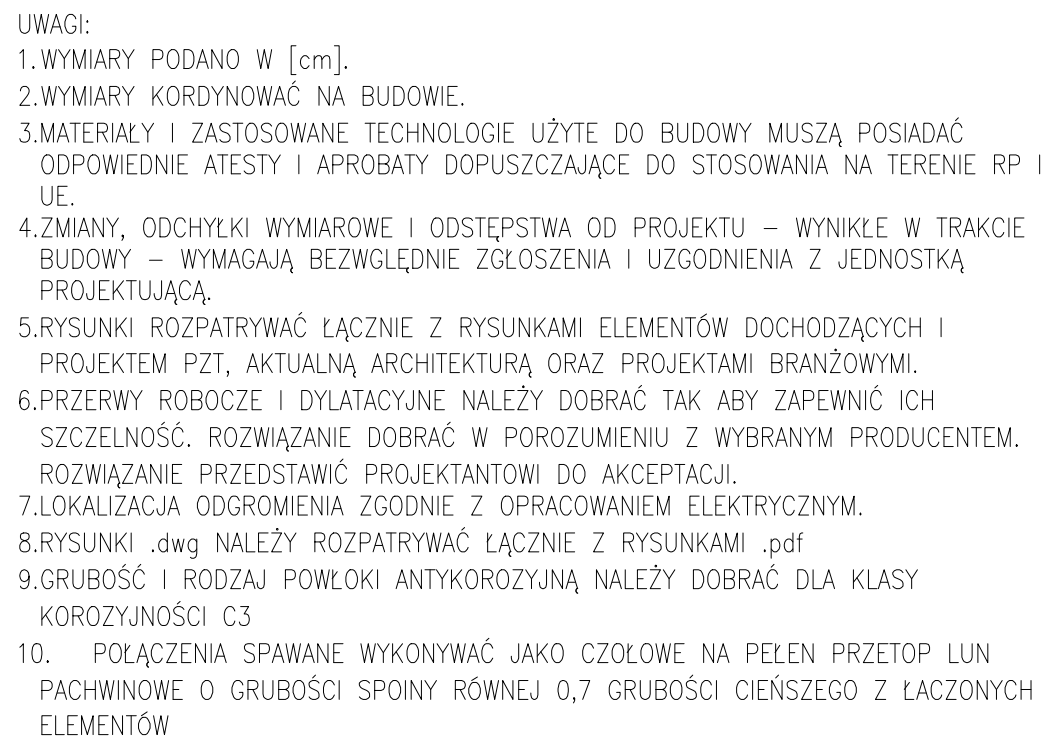 UWAGI:
1.WYMIARY PODANO W [cm].
2.WYMIARY KORDYNOWAĆ NA BUDOWIE.
3.MATERIAŁY I ZASTOSOWANE TECHNOLOGIE UŻYTE DO BUDOWY MUSZĄ POSIADAĆ
ODPOWIEDNIE ATESTY I APROBATY DOPUSZCZAJĄCE DO STOSOWANIA NA TERENIE RP I
UE.
4.ZMIANY, ODCHYŁKI WYMIAROWE I ODSTĘPSTWA OD PROJEKTU – WYNIKŁE W TRAKCIE
BUDOWY – WYMAGAJĄ BEZWGLĘDNIE ZGŁOSZENIA I UZGODNIENIA Z JEDNOSTKĄ
PROJEKTUJĄCĄ.
5.RYSUNKI ROZPATRYWAĆ ŁĄCZNIE Z RYSUNKAMI ELEMENTÓW DOCHODZĄCYCH I
PROJEKTEM PZT, AKTUALNĄ ARCHITEKTURĄ ORAZ PROJEKTAMI BRANŻOWYMI.
6.PRZERWY ROBOCZE I DYLATACYJNE NALEŻY DOBRAĆ TAK ABY ZAPEWNIĆ ICH
SZCZELNOŚĆ. ROZWIĄZANIE DOBRAĆ W POROZUMIENIU Z WYBRANYM PRODUCENTEM.
ROZWIĄZANIE PRZEDSTAWIĆ PROJEKTANTOWI DO AKCEPTACJI.
7.LOKALIZACJA ODGROMIENIA ZGODNIE Z OPRACOWANIEM ELEKTRYCZNYM.
8.RYSUNKI .dwg NALEŻY ROZPATRYWAĆ ŁĄCZNIE Z RYSUNKAMI .pdf
9.GRUBOŚĆ I RODZAJ POWŁOKI ANTYKOROZYJNĄ NALEŻY DOBRAĆ DLA KLASY
KOROZYJNOŚCI C3
10. POŁĄCZENIA SPAWANE WYKONYWAĆ JAKO CZOŁOWE NA PEŁEN PRZETOP LUN
PACHWINOWE O GRUBOŚCI SPOINY RÓWNEJ 0,7 GRUBOŚCI CIEŃSZEGO Z ŁACZONYCH
ELEMENTÓW